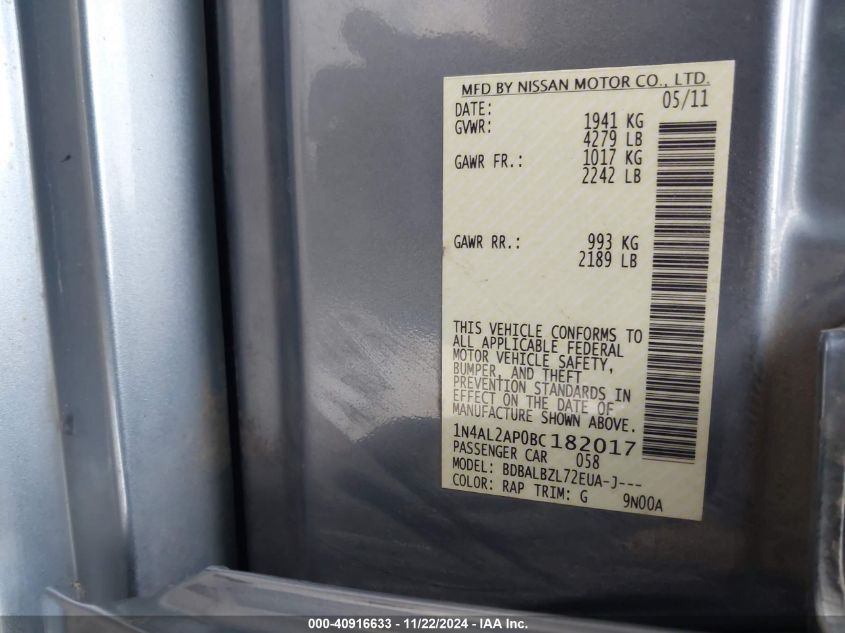 MFD BY NISSAN MOTOR CO., LTD.
DATE: 05/11
GVWR: 1941 KG
4279 LB
GAWR FR.: 1017 KG
2242 LB
GAWR RR.: 993 KG
2189 LB
THIS VEHICLE CONFORMS TO
ALL APPLICABLE FEDERAL
MOTOR VEHICLE SAFETY,
BUMPER, AND THEFT
PREVENTION STANDARDS IN
EFFECT ON THE DATE OF
MANUFACTURE SHOWN ABOVE.
1N4AL2AP0BC182017
PASSENGER CAR 058
MODEL: BDBALBZL72EUA-J---
COLOR: RAP TRIM: G 9N00A
000-40916633 - 11/22/2024 - IAA Inc.